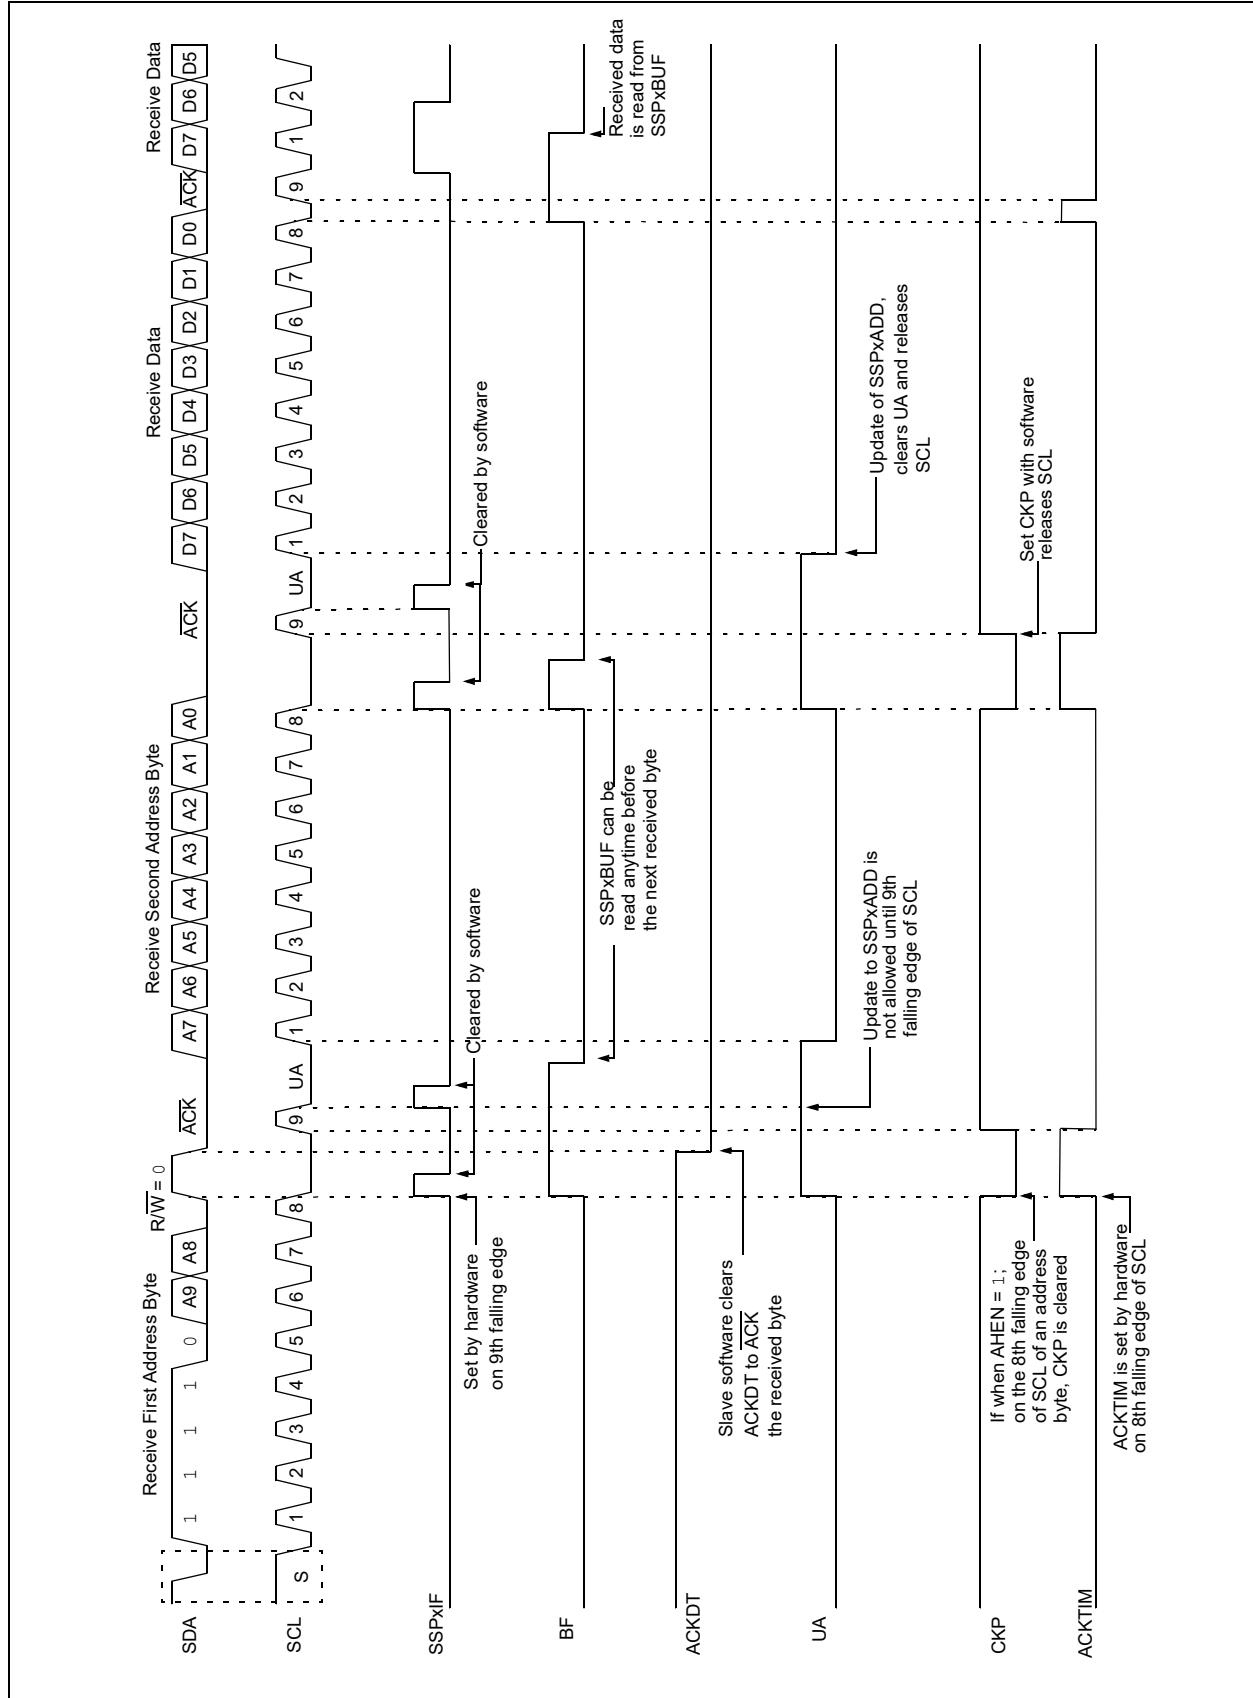 Receive First Address Byte
R/W = 0
Receive Second Address Byte
Receive Data
Receive Data
SDA
1
1
1
1
0
A9
A8
ACK
A7
A6
A5
A4
A3
A2
A1
A0
ACK
D7
D6
D5
D4
D3
D2
D1
D0
ACK
D7
D6
D5
SCL
S
1
2
3
4
5
6
7
8
9
UA
1
2
3
4
5
6
7
8
9
UA
1
2
3
4
5
6
7
8
9
1
2
SSPxIF
Set by hardware
on 9th falling edge
Cleared by software
Cleared by software
BF
SSPxBUF can be
read anytime before
the next received byte
Received data
is read from
SSPxBUF
ACKDT
Slave software clears
ACKDT to ACK
the received byte
UA
Update to SSPxADD is
not allowed until 9th
falling edge of SCL
Update of SSPxADD,
clears UA and releases
SCL
CKP
If when AHEN = 1;
on the 8th falling edge
of SCL of an address
byte, CKP is cleared
Set CKP with software
releases SCL
ACKTIM
ACKTIM is set by hardware
on 8th falling edge of SCL